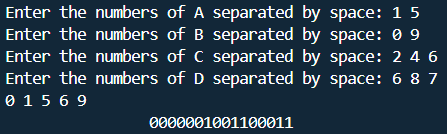 Enter the numbers of A separated by space: 1 5
Enter the numbers of B separated by space: 0 9
Enter the numbers of C separated by space: 2 4 6
Enter the numbers of D separated by space: 6 8 7
0 1 5 6 9
0000001001100011